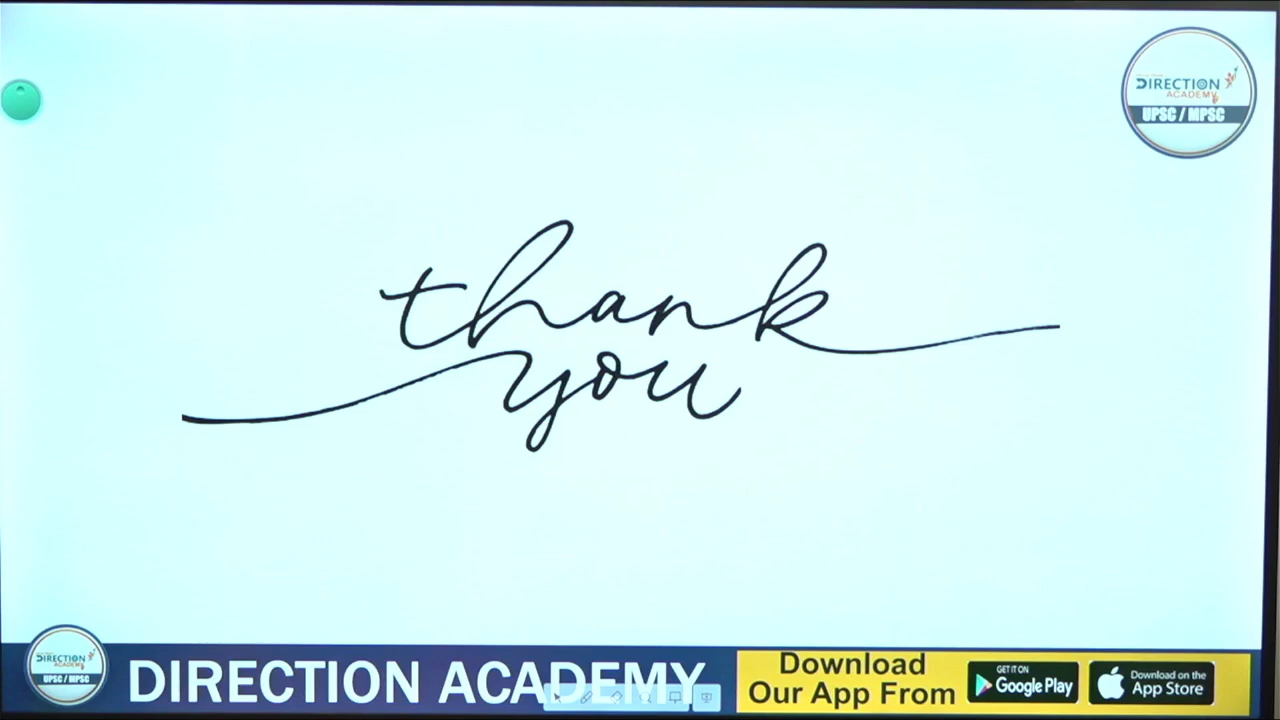 DIRECTION
ACADEMY
UPSC / MPSC
thank
you
DIRECTION
ACADEMY
UPSC / MPSC
DIRECTION ACADEMY
Download
Our App From
GET IT ON
Google Play
Download on the
App Store